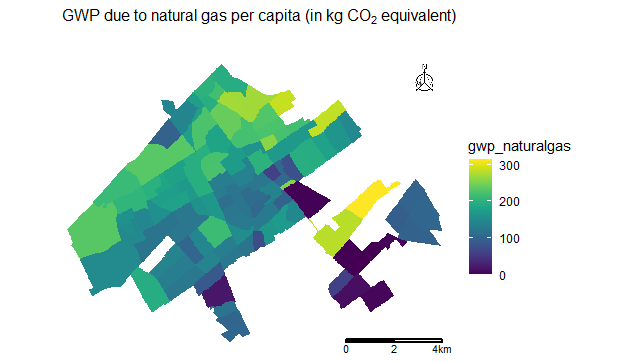 GWP due to natural gas per capita (in kg CO₂ equivalent)
N
gwp_naturalgas
300
200
100
0
0 2 4km